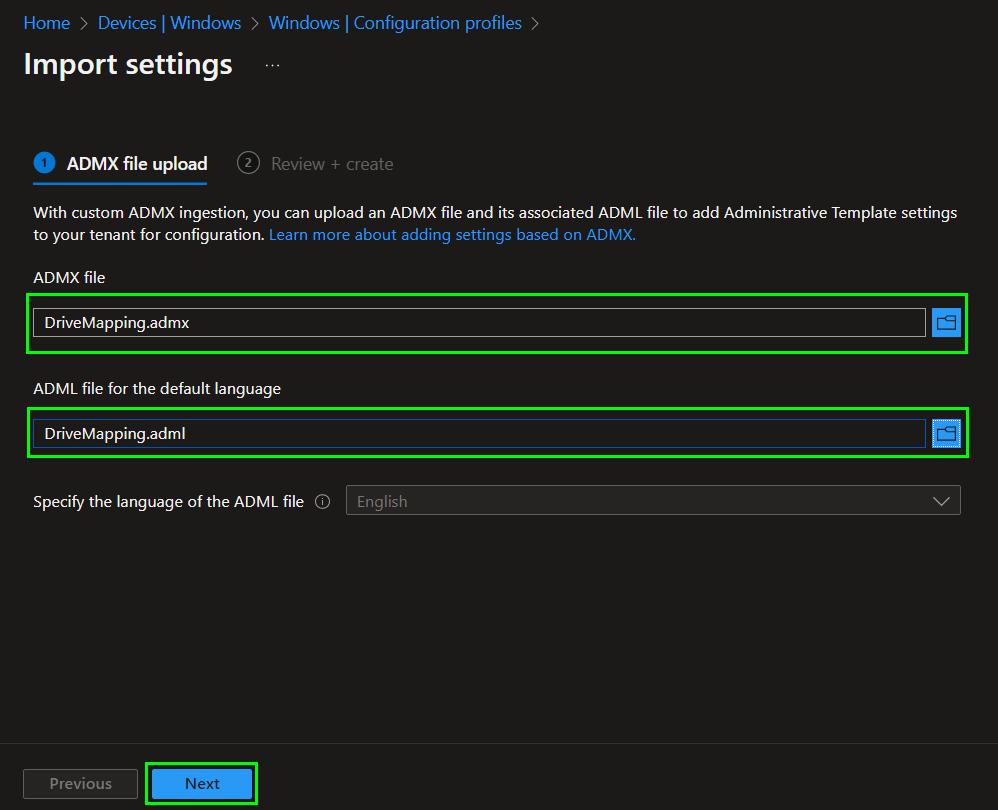 Home > Devices | Windows > Windows | Configuration profiles >
Import settings ...
1 ADMX file upload 2 Review + create
With custom ADMX ingestion, you can upload an ADMX file and its associated ADML file to add Administrative Template settings
to your tenant for configuration. Learn more about adding settings based on ADMX.
ADMX file
DriveMapping.admx
ADML file for the default language
DriveMapping.adml
Specify the language of the ADML file English
Previous Next